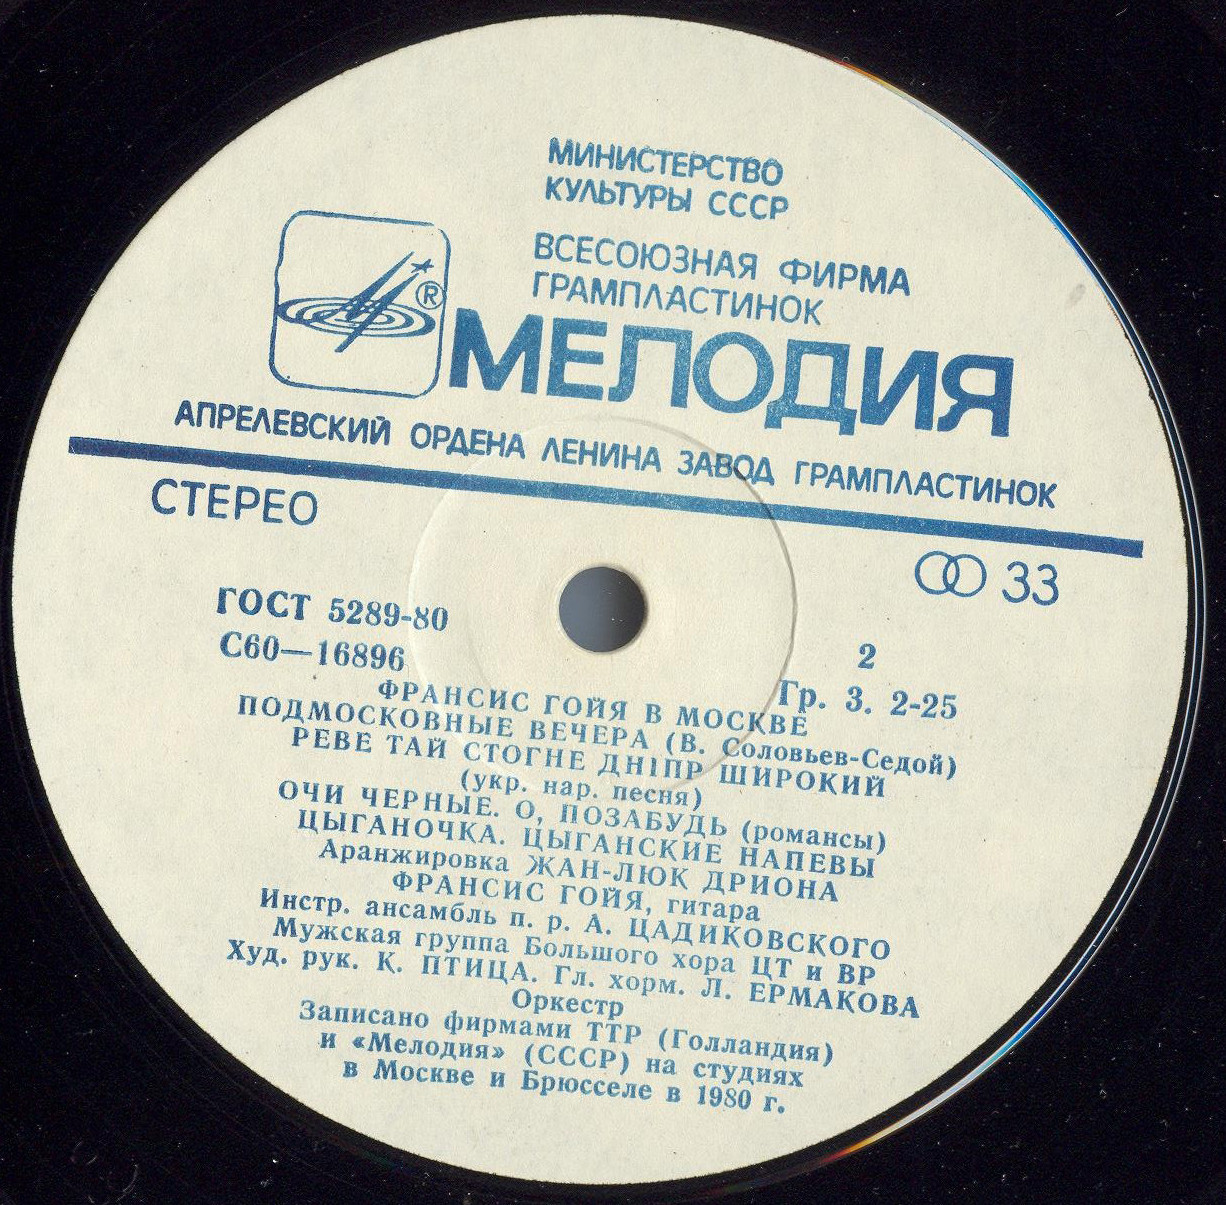 МИНИСТЕРСТВО
КУЛЬТУРЫ СССР
ВСЕСОЮЗНАЯ ФИРМА
ГРАМПЛАСТИНОК
®
МЕЛОДИЯ
АПРЕЛЕВСКИЙ ОРДЕНА ЛЕНИНА ЗАВОД ГРАМПЛАСТИНОК
СТЕРЕО
33
ГОСТ 5289-80
С60—16896
2
Гр. 3. 2-25
ФРАНСИС ГОЙЯ В МОСКВЕ
ПОДМОСКОВНЫЕ ВЕЧЕРА (В. Соловьев-Седой)
РЕВЕ ТАЙ СТОГНЕ ДНІПР ШИРОКИЙ
(укр. нар. песня)
ОЧИ ЧЕРНЫЕ. О, ПОЗАБУДЬ (романсы)
ЦЫГАНОЧКА. ЦЫГАНСКИЕ НАПЕВЫ
Аранжировка ЖАН-ЛЮК ДРИОНА
ФРАНСИС ГОЙЯ, гитара
Инстр. ансамбль п. р. А. ЦАДИКОВСКОГО
Мужская группа Большого хора ЦТ и ВР
Худ. рук. К. ПТИЦА. Гл. хорм. Л. ЕРМАКОВА
Оркестр
Записано фирмами ТТР (Голландия)
и «Мелодия» (СССР) на студиях
в Москве и Брюсселе в 1980 г.